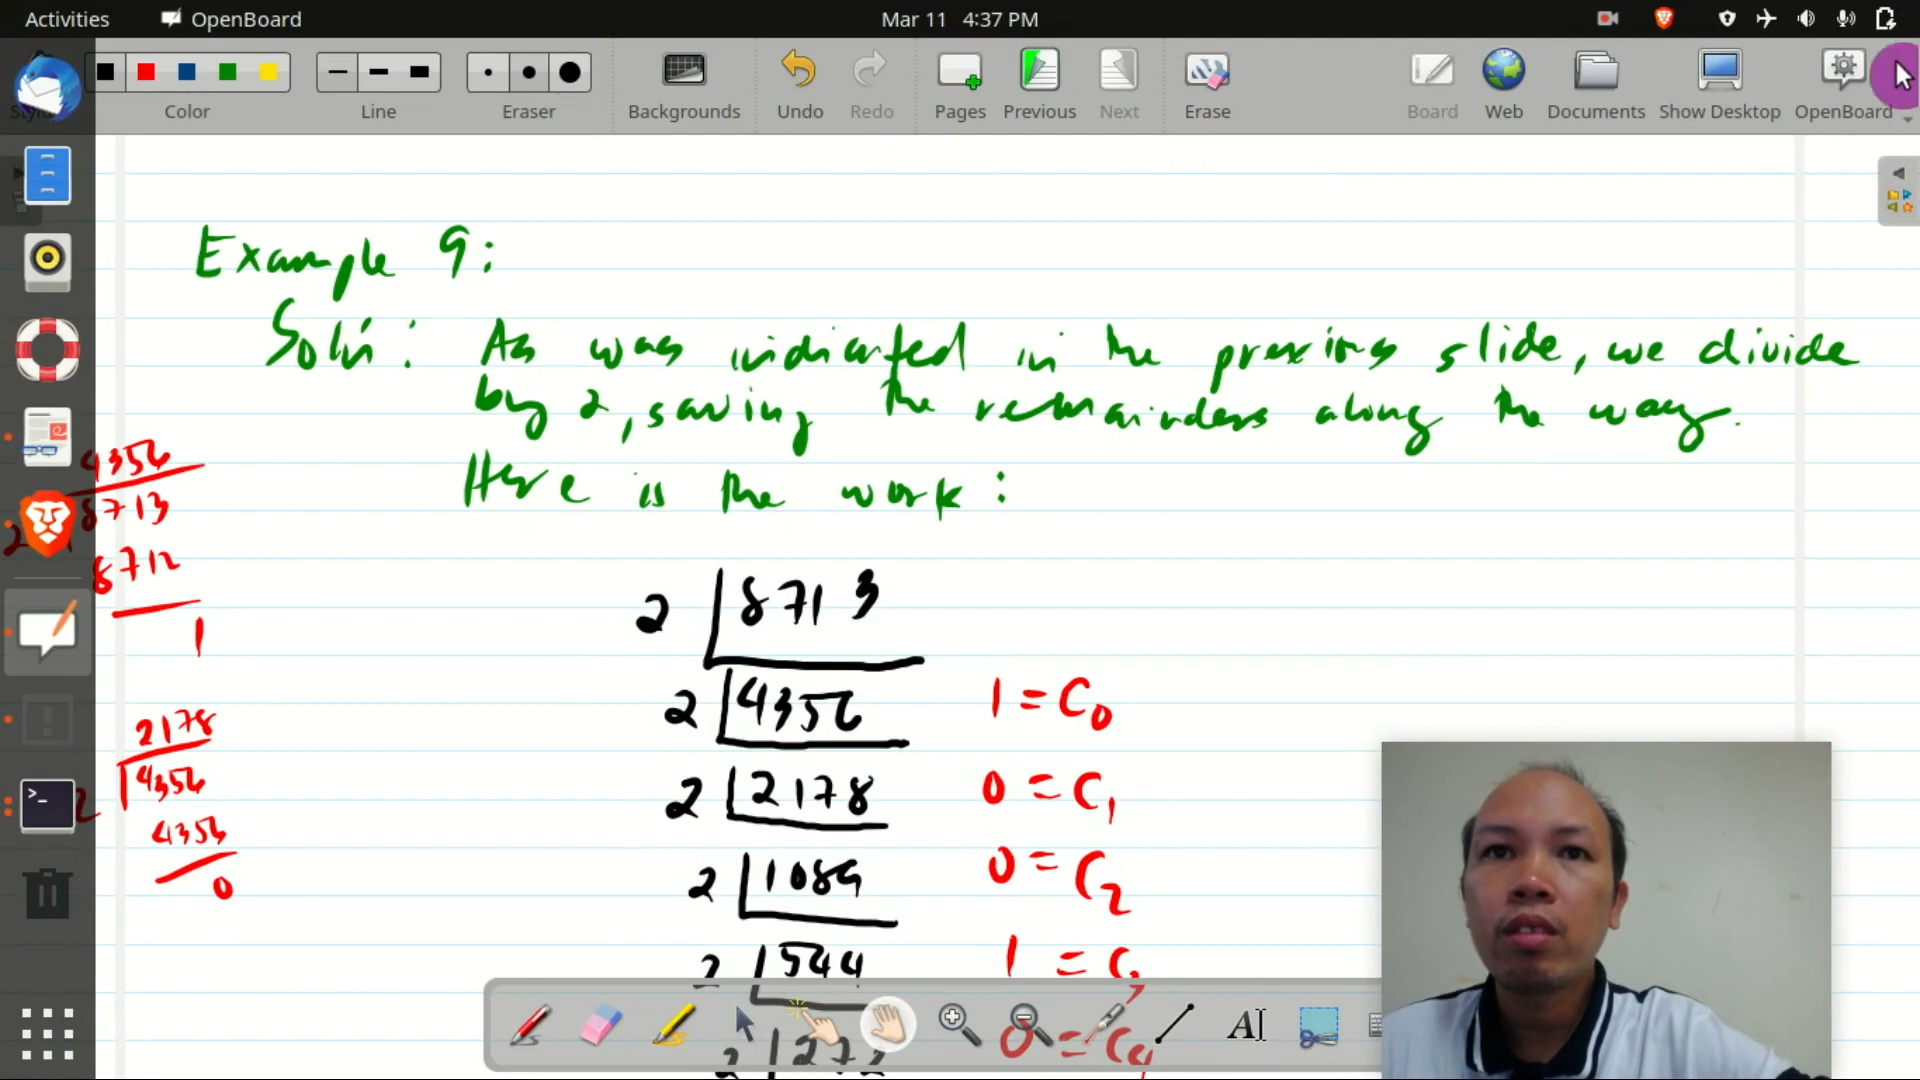 Activities OpenBoard Mar 11 4:37 PM
Color Line Eraser Backgrounds Undo Redo Pages Previous Next Erase Board Web Documents Show Desktop OpenBoard
Example 9:
Sol'n: As was indicated in the previous slide, we divide
by 2, saving the remainders along the way.
Here is the work:
4356
8713
8712
1
2178
2 4356
4356
0
2 8713
2 4356 1 = C0
2 2178 0 = C1
2 1089 0 = C2
2 544 1 = C3
2 272 0 = C4